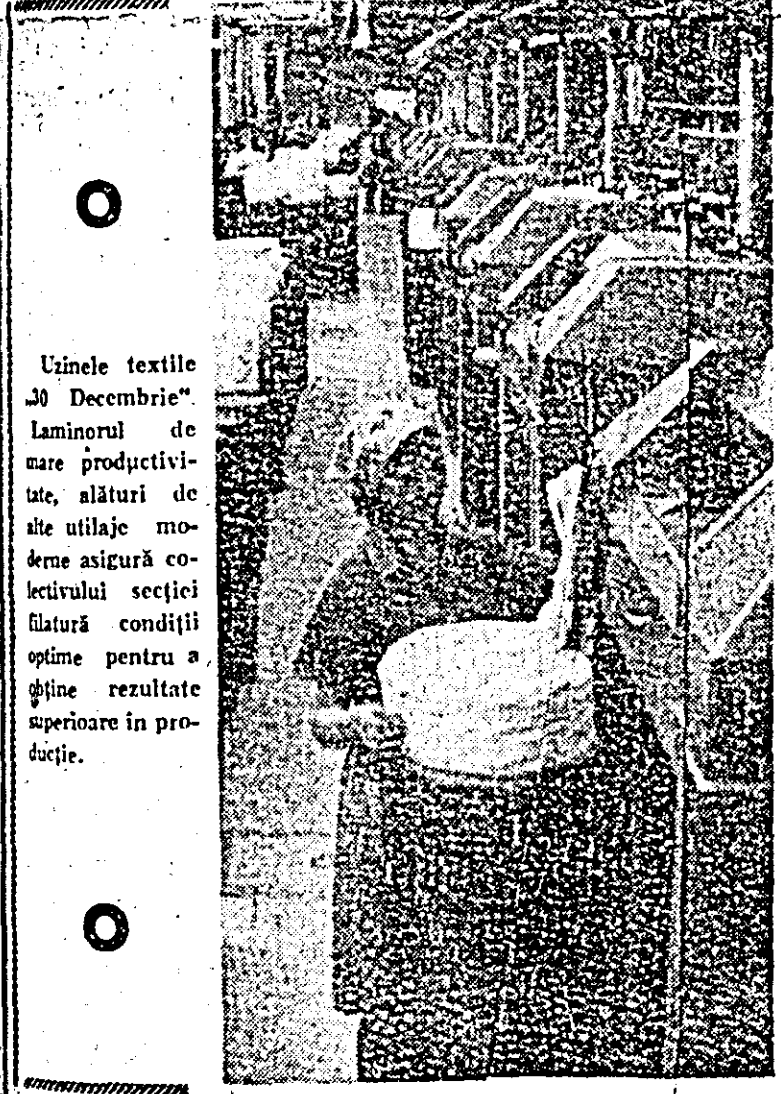 Uzinele textile
„30 Decembrie“.
Laminorul de
mare productivi-
tate, alături de
alte utilaje mo-
derne asigură co-
lectivului secției
filatură condiții
optime pentru a
obține rezultate
superioare în pro-
ducție.